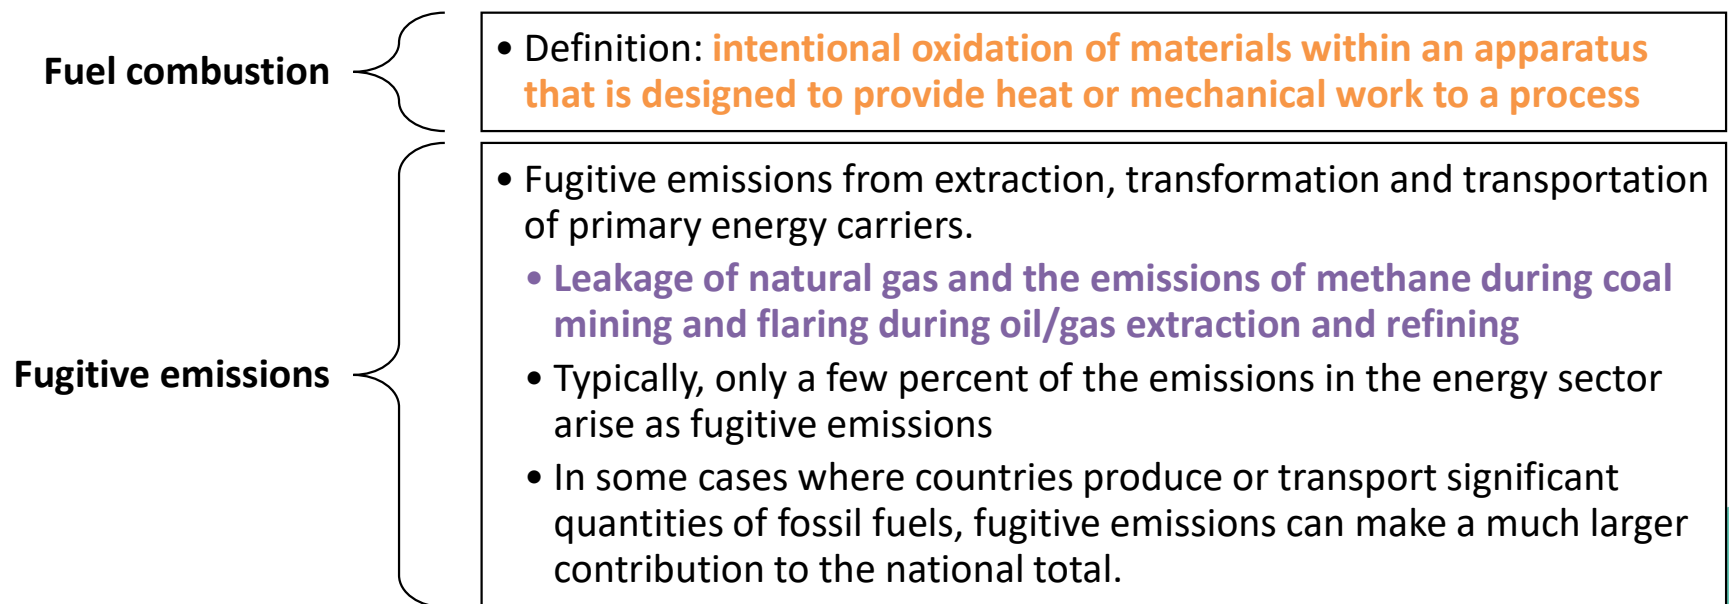 Fuel combustion
• Definition: intentional oxidation of materials within an apparatus
that is designed to provide heat or mechanical work to a process
Fugitive emissions
• Fugitive emissions from extraction, transformation and transportation
of primary energy carriers.
• Leakage of natural gas and the emissions of methane during coal
mining and flaring during oil/gas extraction and refining
• Typically, only a few percent of the emissions in the energy sector
arise as fugitive emissions
• In some cases where countries produce or transport significant
quantities of fossil fuels, fugitive emissions can make a much larger
contribution to the national total.